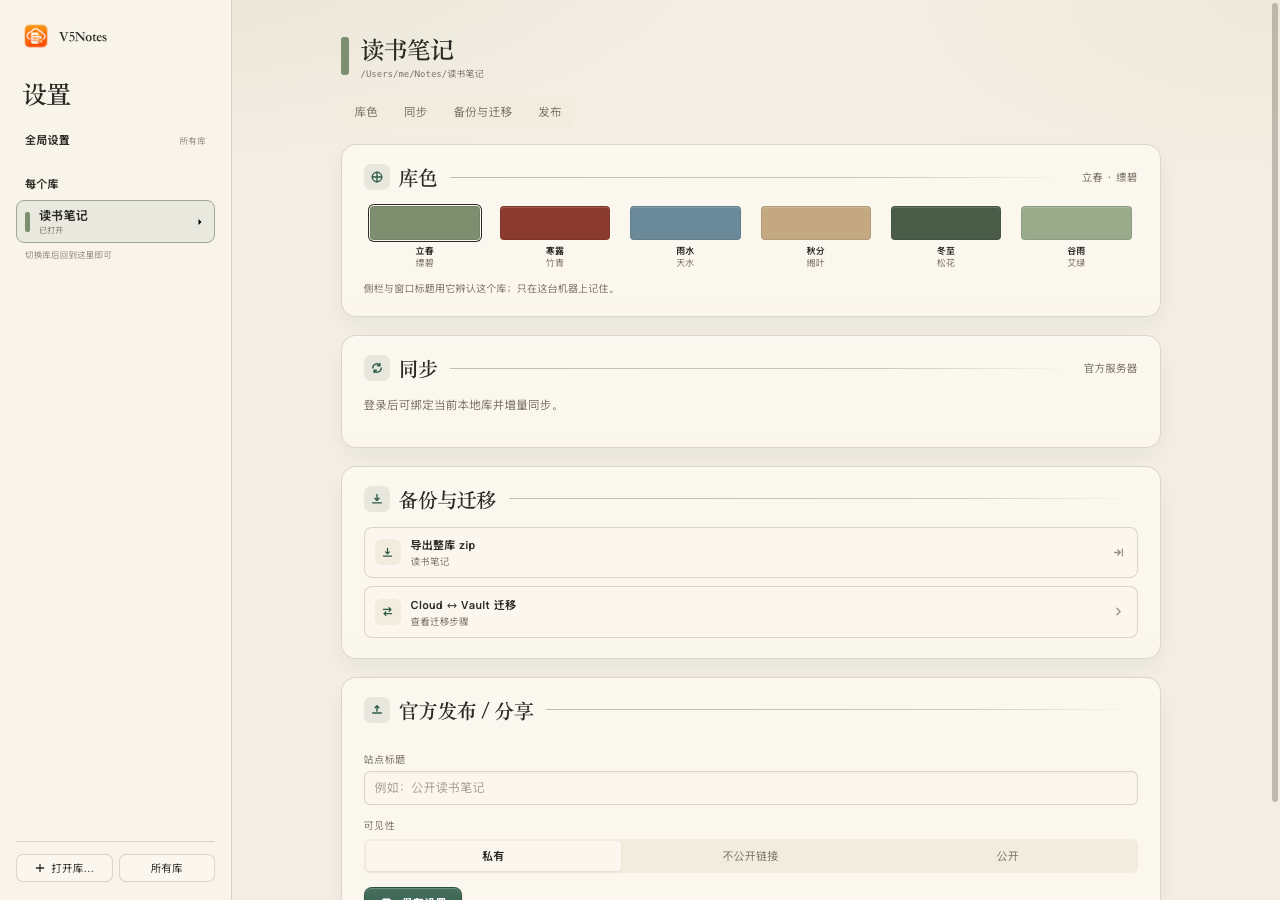 V5Notes
设置
全局设置
所有库
每个库
读书笔记
已打开
切换库后回到这里即可
打开库…
所有库
读书笔记
/Users/me/Notes/读书笔记
库色
同步
备份与迁移
发布
库色
立春 · 缥碧
立春
缥碧
寒露
竹青
雨水
天水
秋分
缃叶
冬至
松花
谷雨
艾绿
侧栏与窗口标题用它辨认这个库；只在这台机器上记住。
同步
官方服务器
登录后可绑定当前本地库并增量同步。
备份与迁移
导出整库 zip
读书笔记
Cloud ↔ Vault 迁移
查看迁移步骤
官方发布 / 分享
站点标题
例如：公开读书笔记
可见性
私有
不公开链接
公开